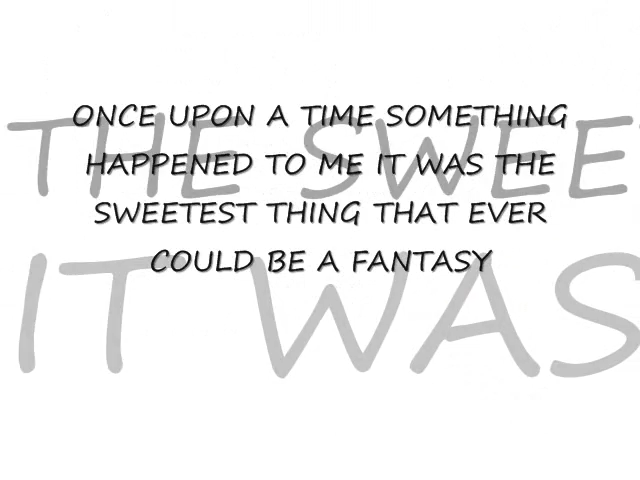 ONCE UPON A TIME SOMETHING
HAPPENED TO ME IT WAS THE
SWEETEST THING THAT EVER
COULD BE A FANTASY
THE SWEE
IT WAS